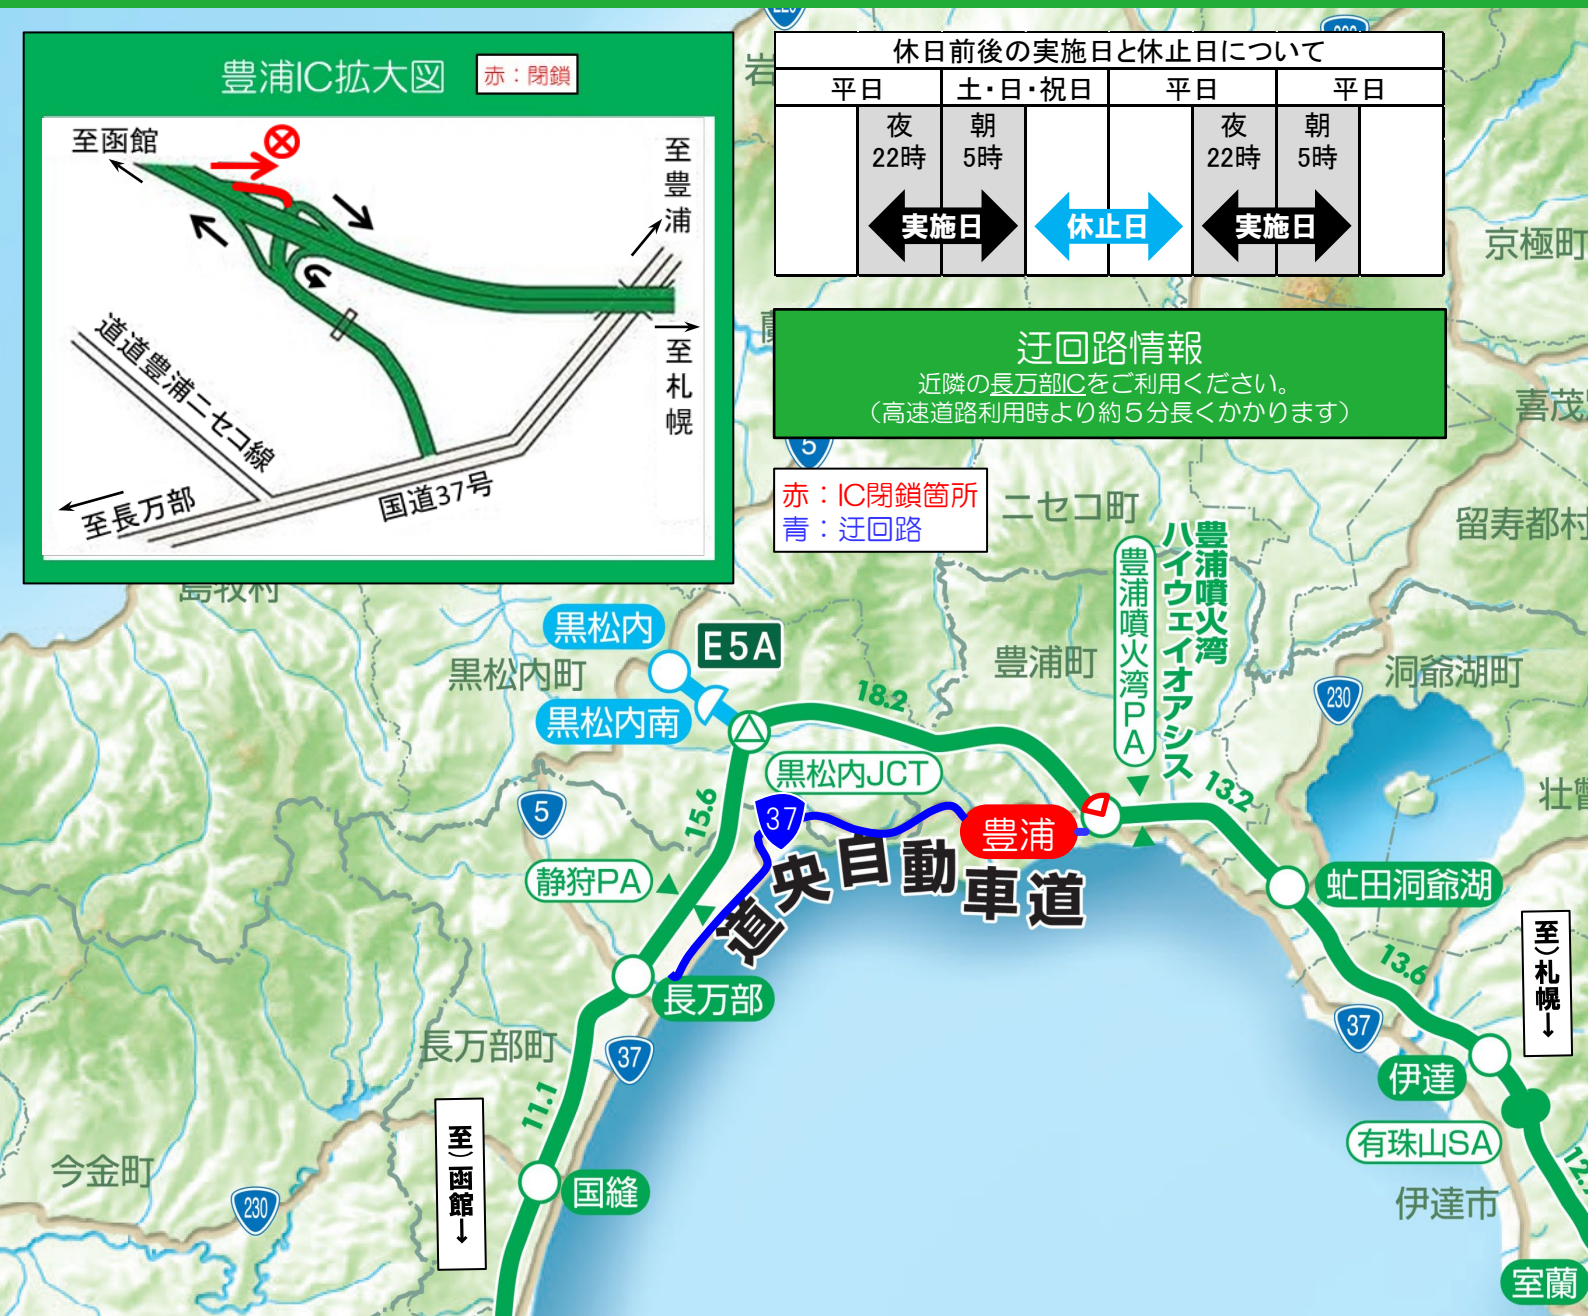 豊浦IC拡大図
赤：閉鎖
至函館
至豊浦
至札幌
道道豊浦ニセコ線
至長万部
国道37号
休日前後の実施日と休止日について
平日 土・日・祝日 平日 平日
夜 朝 夜 朝
22時 5時 22時 5時
実施日 休止日 実施日
迂回路情報
近隣の長万部ICをご利用ください。
（高速道路利用時より約５分長くかかります）
赤：IC閉鎖箇所
青：迂回路
京極町
5
ニセコ町
留寿都村
島牧村
黒松内
E5A
黒松内町
黒松内南
18.2
豊浦町
豊浦噴火湾PA
豊浦噴火湾
ハイウェイオアシス
230
洞爺湖町
黒松内JCT
13.2
5
15.6
37
豊浦
静狩PA
道央自動車道
虻田洞爺湖
至)札幌→
13.6
長万部
長万部町
37
37
伊達
11.1
至)函館→
有珠山SA
今金町
230
国縫
伊達市
室蘭